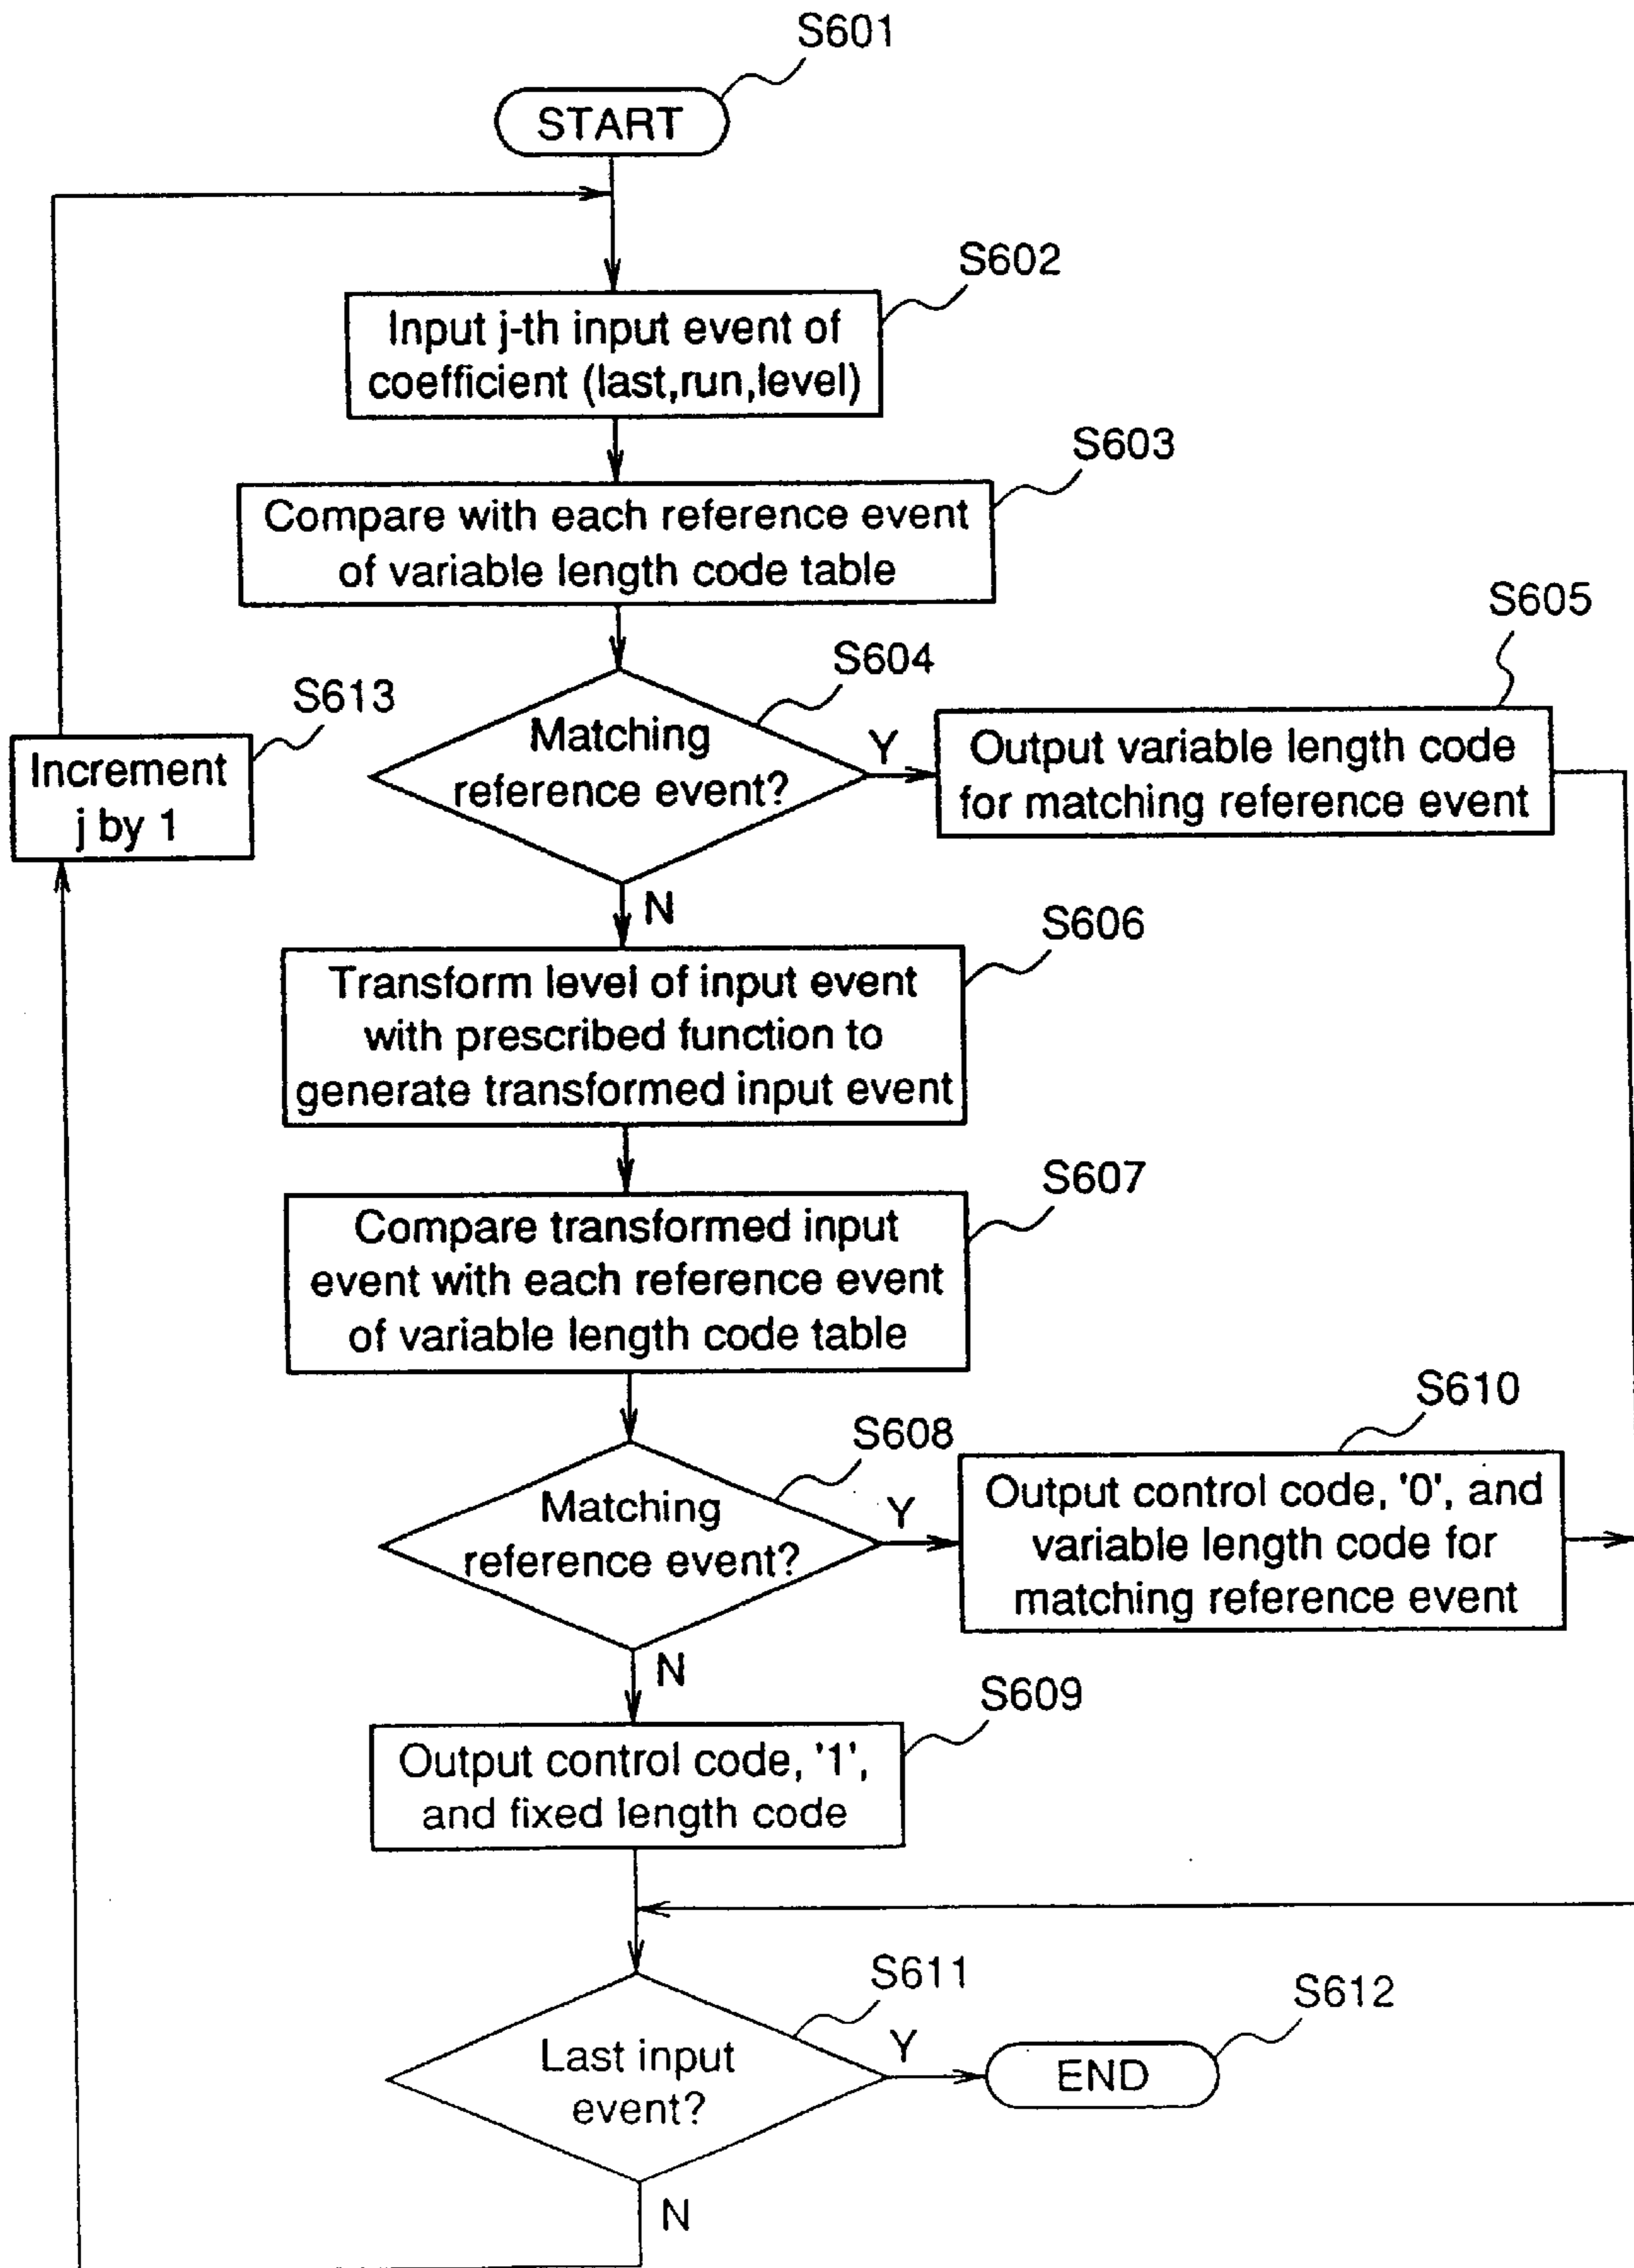 S601
START
S602
Input j-th input event of
coefficient (last,run,level)
S603
Compare with each reference event
of variable length code table
S604
Matching
reference event?
Y
S605
Output variable length code
for matching reference event
S613
Increment
j by 1
N
S606
Transform level of input event
with prescribed function to
generate transformed input event
S607
Compare transformed input
event with each reference event
of variable length code table
S608
Matching
reference event?
Y
S610
Output control code, '0', and
variable length code for
matching reference event
N
S609
Output control code, '1',
and fixed length code
S611
Last input
event?
Y
S612
END
N